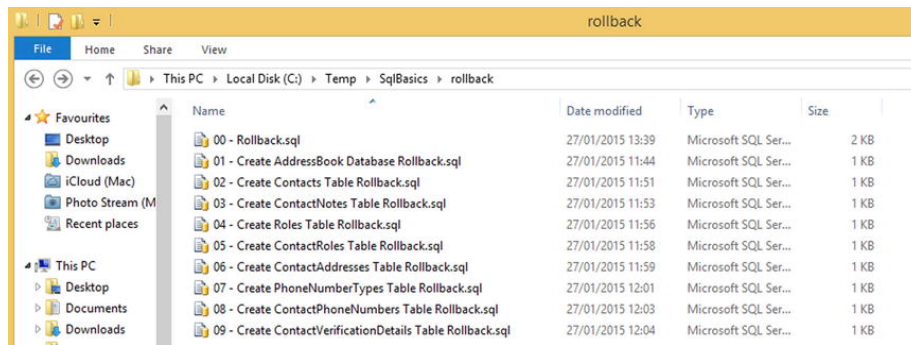 rollback
File Home Share View
This PC Local Disk (C:) Temp SqlBasics rollback
Favourites
Desktop
Downloads
iCloud (Mac)
Photo Stream (M
Recent places
This PC
Desktop
Documents
Downloads
Name Date modified Type Size
00 - Rollback.sql 27/01/2015 13:39 Microsoft SQL Ser... 2 KB
01 - Create AddressBook Database Rollback.sql 27/01/2015 11:44 Microsoft SQL Ser... 1 KB
02 - Create Contacts Table Rollback.sql 27/01/2015 11:51 Microsoft SQL Ser... 1 KB
03 - Create ContactNotes Table Rollback.sql 27/01/2015 11:53 Microsoft SQL Ser... 1 KB
04 - Create Roles Table Rollback.sql 27/01/2015 11:56 Microsoft SQL Ser... 1 KB
05 - Create ContactRoles Table Rollback.sql 27/01/2015 11:58 Microsoft SQL Ser... 1 KB
06 - Create ContactAddresses Table Rollback.sql 27/01/2015 11:59 Microsoft SQL Ser... 1 KB
07 - Create PhoneNumberTypes Table Rollback.sql 27/01/2015 12:01 Microsoft SQL Ser... 1 KB
08 - Create ContactPhoneNumbers Table Rollback.sql 27/01/2015 12:03 Microsoft SQL Ser... 1 KB
09 - Create ContactVerificationDetails Table Rollback.sql 27/01/2015 12:04 Microsoft SQL Ser... 1 KB